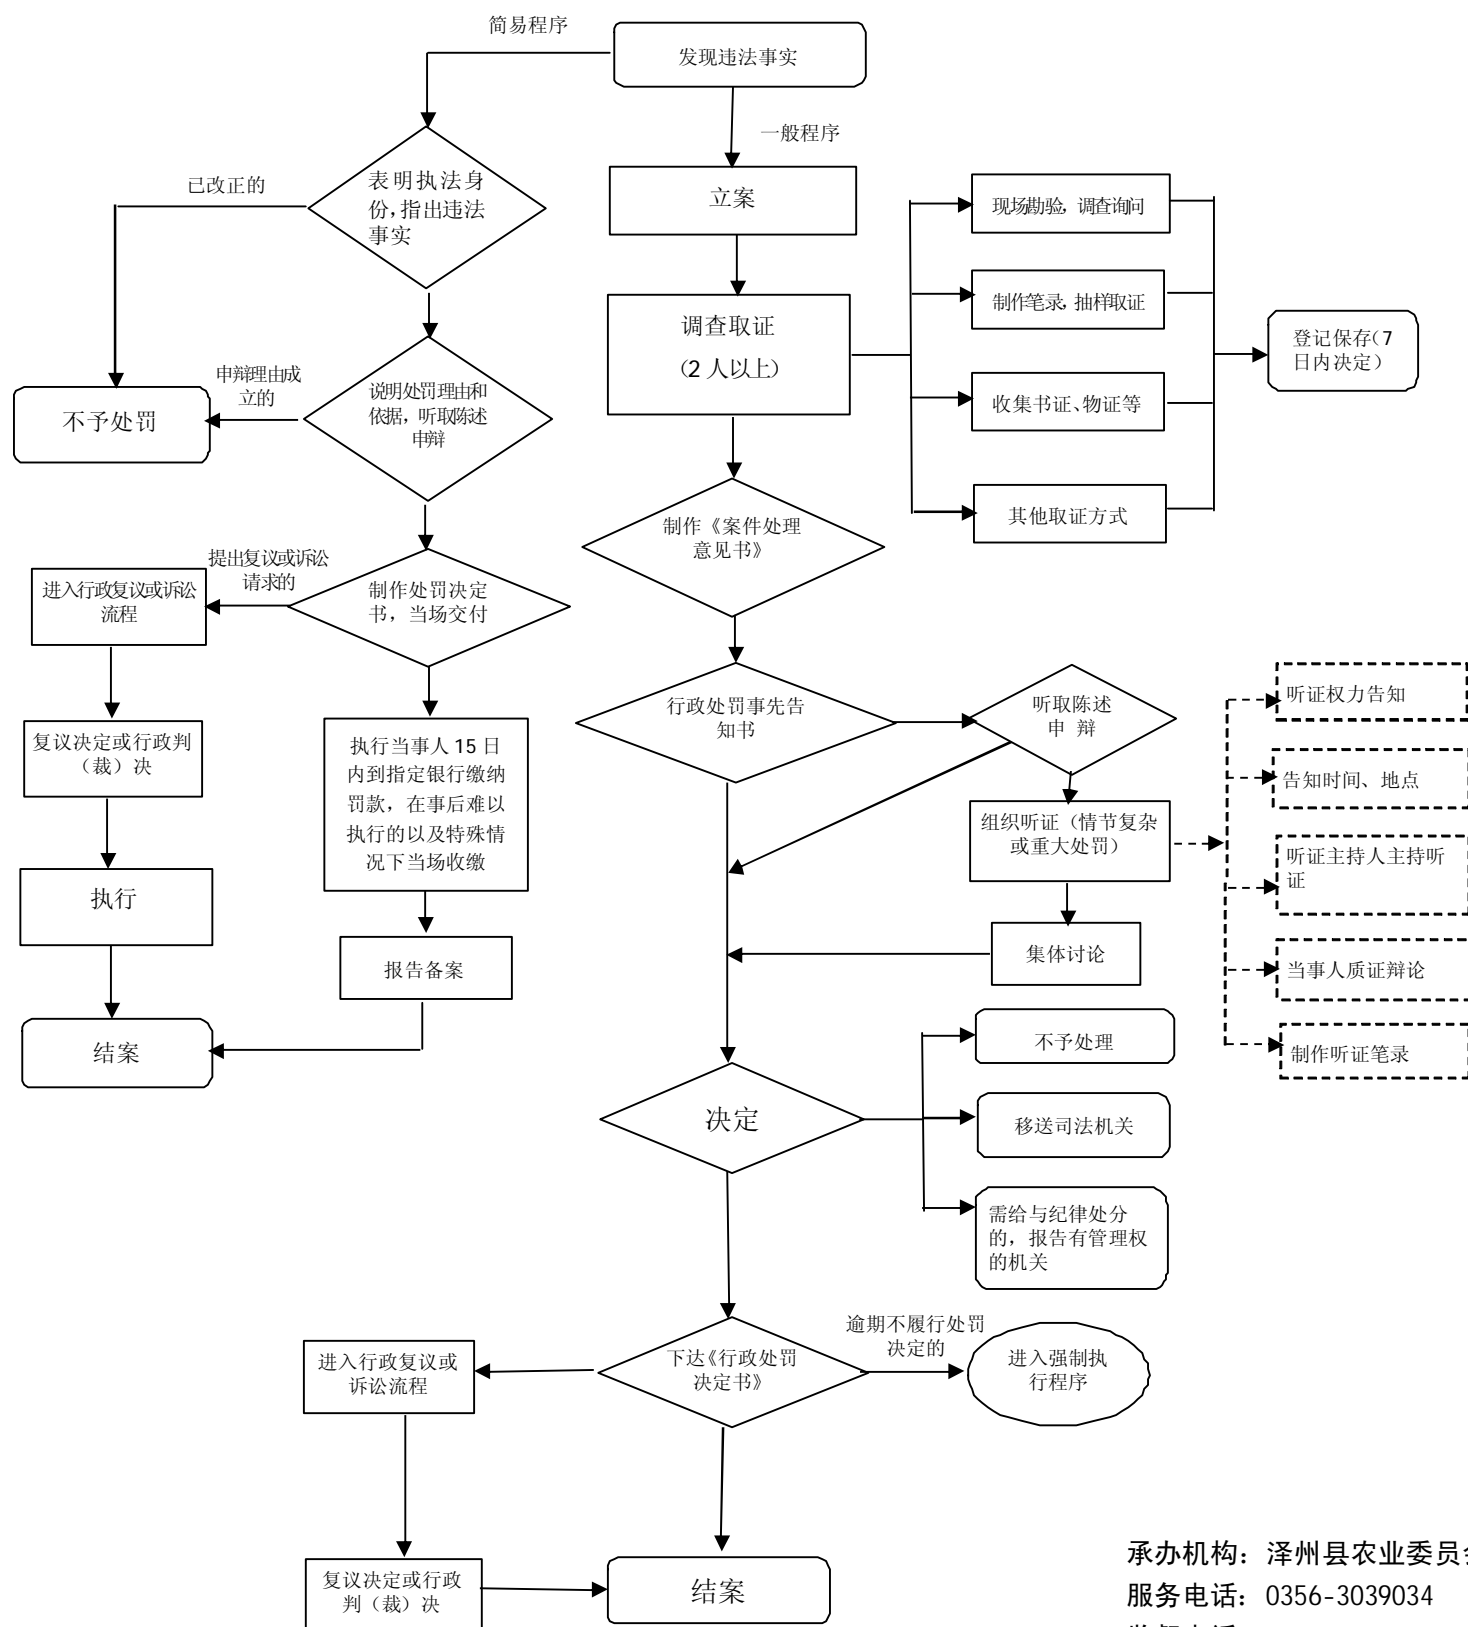 简易程序
发现违法事实
一般程序
已改正的
表明执法身
份,指出违法
事实
立案
现场勘验,调查询问
制作笔录,抽样取证
收集书证、物证等
其他取证方式
登记保存(7
日内决定)
调查取证
(2 人以上)
申辩理由成
立的
不予处罚
说明处罚理由和
依据,听取陈述
申辩
制作《案件处理
意见书》
提出复议或诉讼
请求的
进入行政复议或诉讼
流程
制作处罚决定
书，当场交付
行政处罚事先告
知书
听取陈述
申 辩
听证权力告知
告知时间、地点
听证主持人主持听
证
当事人质证辩论
制作听证笔录
复议决定或行政判
（裁）决
执行当事人 15 日
内到指定银行缴纳
罚款，在事后难以
执行的以及特殊情
况下当场收缴
组织听证（情节复杂
或重大处罚）
执行
报告备案
集体讨论
结案
决定
不予处理
移送司法机关
需给与纪律处分
的，报告有管理权
的机关
逾期不履行处罚
决定的
进入行政复议或
诉讼流程
下达《行政处罚
决定书》
进入强制执
行程序
复议决定或行政
判（裁）决
结案
承办机构：泽州县农业委员会
服务电话：0356-3039034